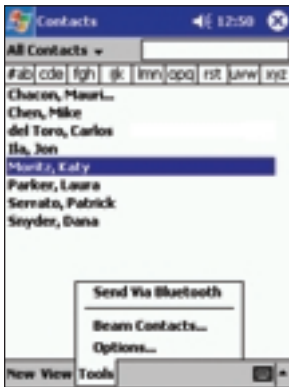 Contacts 12:50
All Contacts
#ab cde fgh ijk lmn opq rst uvw xyz
Chacon, Mauri...
Chen, Mike
del Toro, Carlos
Ila, Jon
Moritz, Katy
Parker, Laura
Serrato, Patrick
Snyder, Dana
Send Via Bluetooth
Beam Contacts...
Options...
New View Tools